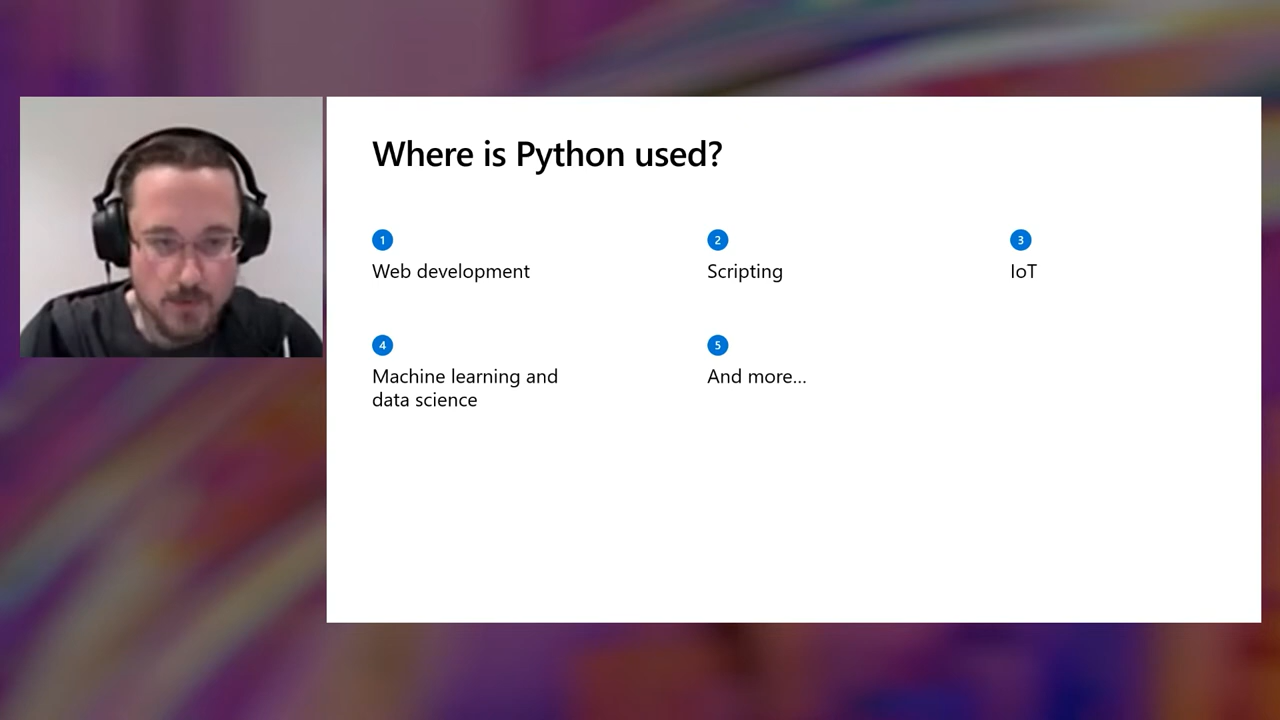 Where is Python used?
1
Web development
2
Scripting
3
IoT
4
Machine learning and
data science
5
And more...